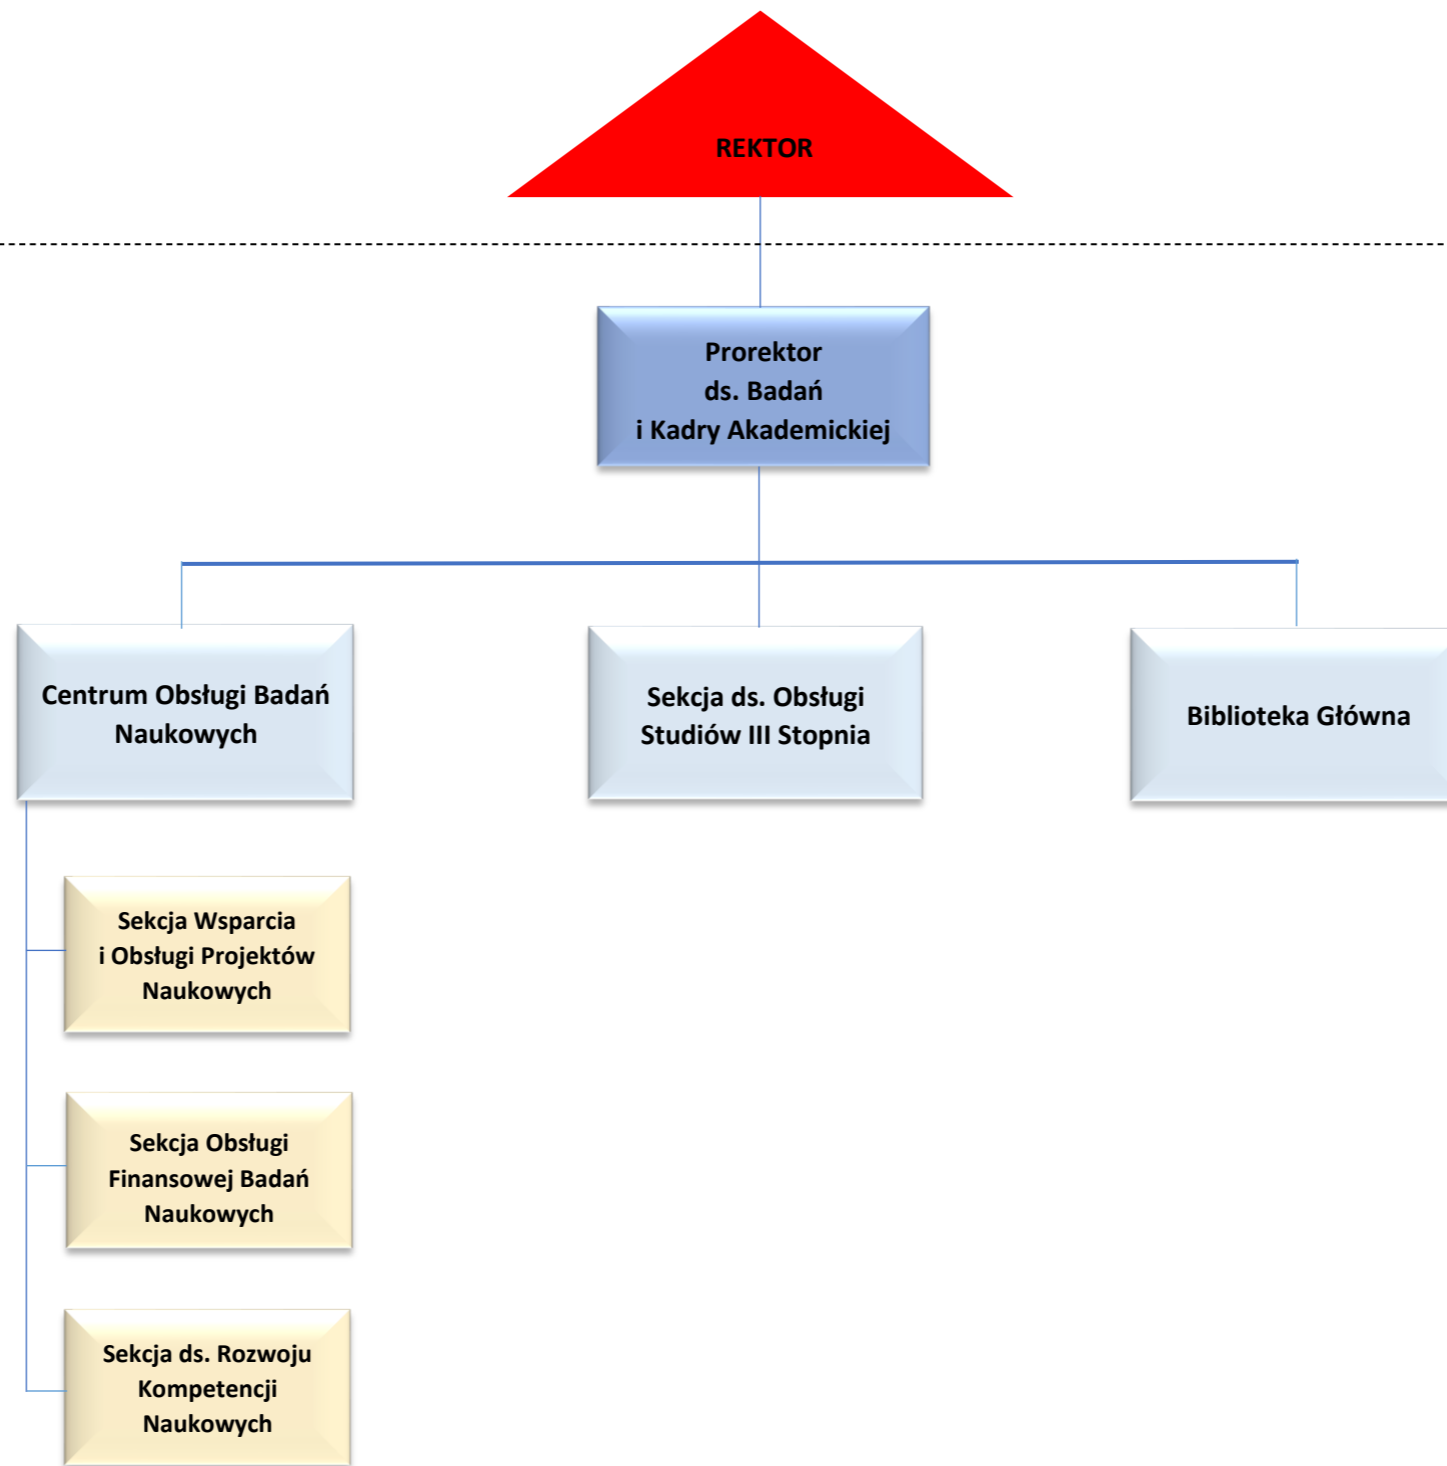 REKTOR
Prorektor
ds. Badań
i Kadry Akademickiej
Centrum Obsługi Badań
Naukowych
Sekcja ds. Obsługi
Studiów III Stopnia
Biblioteka Główna
Sekcja Wsparcia
i Obsługi Projektów
Naukowych
Sekcja Obsługi
Finansowej Badań
Naukowych
Sekcja ds. Rozwoju
Kompetencji
Naukowych